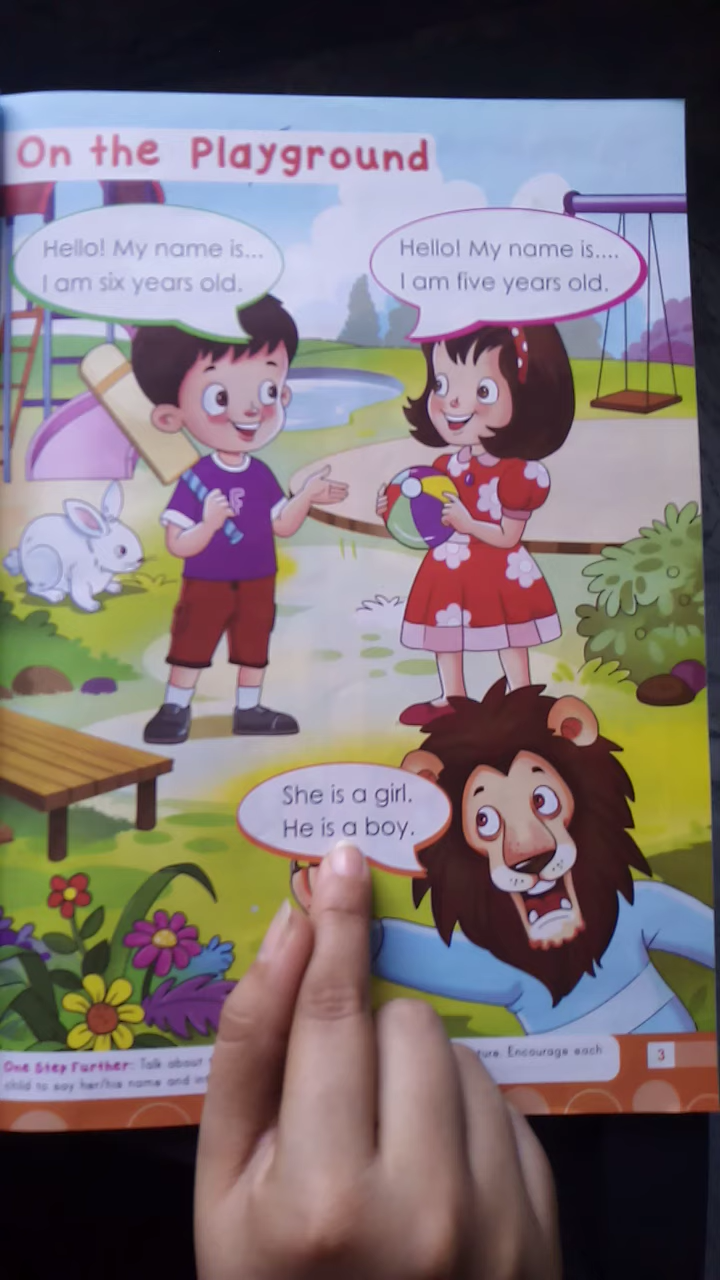 On the Playground
Hello! My name is...
I am six years old.
Hello! My name is....
I am five years old.
She is a girl.
He is a boy.
One Step Further: Talk about
ture. Encourage each
child to say her/his name and in
3